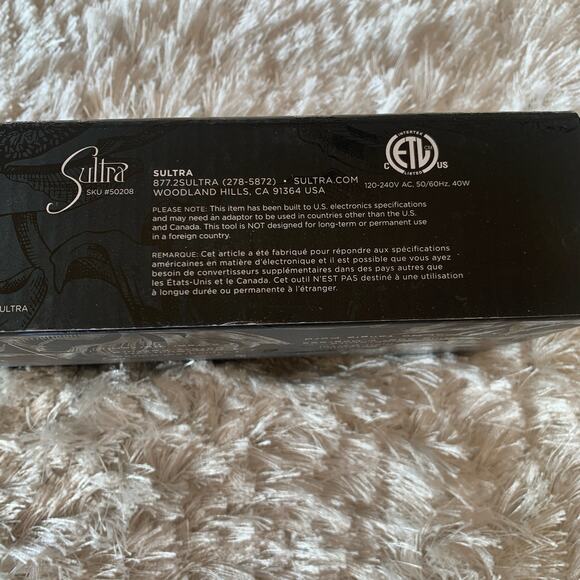 Sultra
SKU #50208
SULTRA
877.2SULTRA (278-5872) • SULTRA.COM
WOODLAND HILLS, CA 91364 USA
INTERTEK
C ETL CM US
LISTED
120-240V AC, 50/60Hz, 40W
PLEASE NOTE: This item has been built to U.S. electronics specifications
and may need an adaptor to be used in countries other than the U.S.
and Canada. This tool is NOT designed for long-term or permanent use
in a foreign country.
REMARQUE: Cet article a été fabriqué pour répondre aux spécifications
américaines en matière d'électronique et il est possible que vous ayez
besoin de convertisseurs supplémentaires dans des pays autres que
les États-Unis et le Canada. Cet outil N'EST PAS destiné à une utilisation
à longue durée ou permanente à l'étranger.
ULTRA